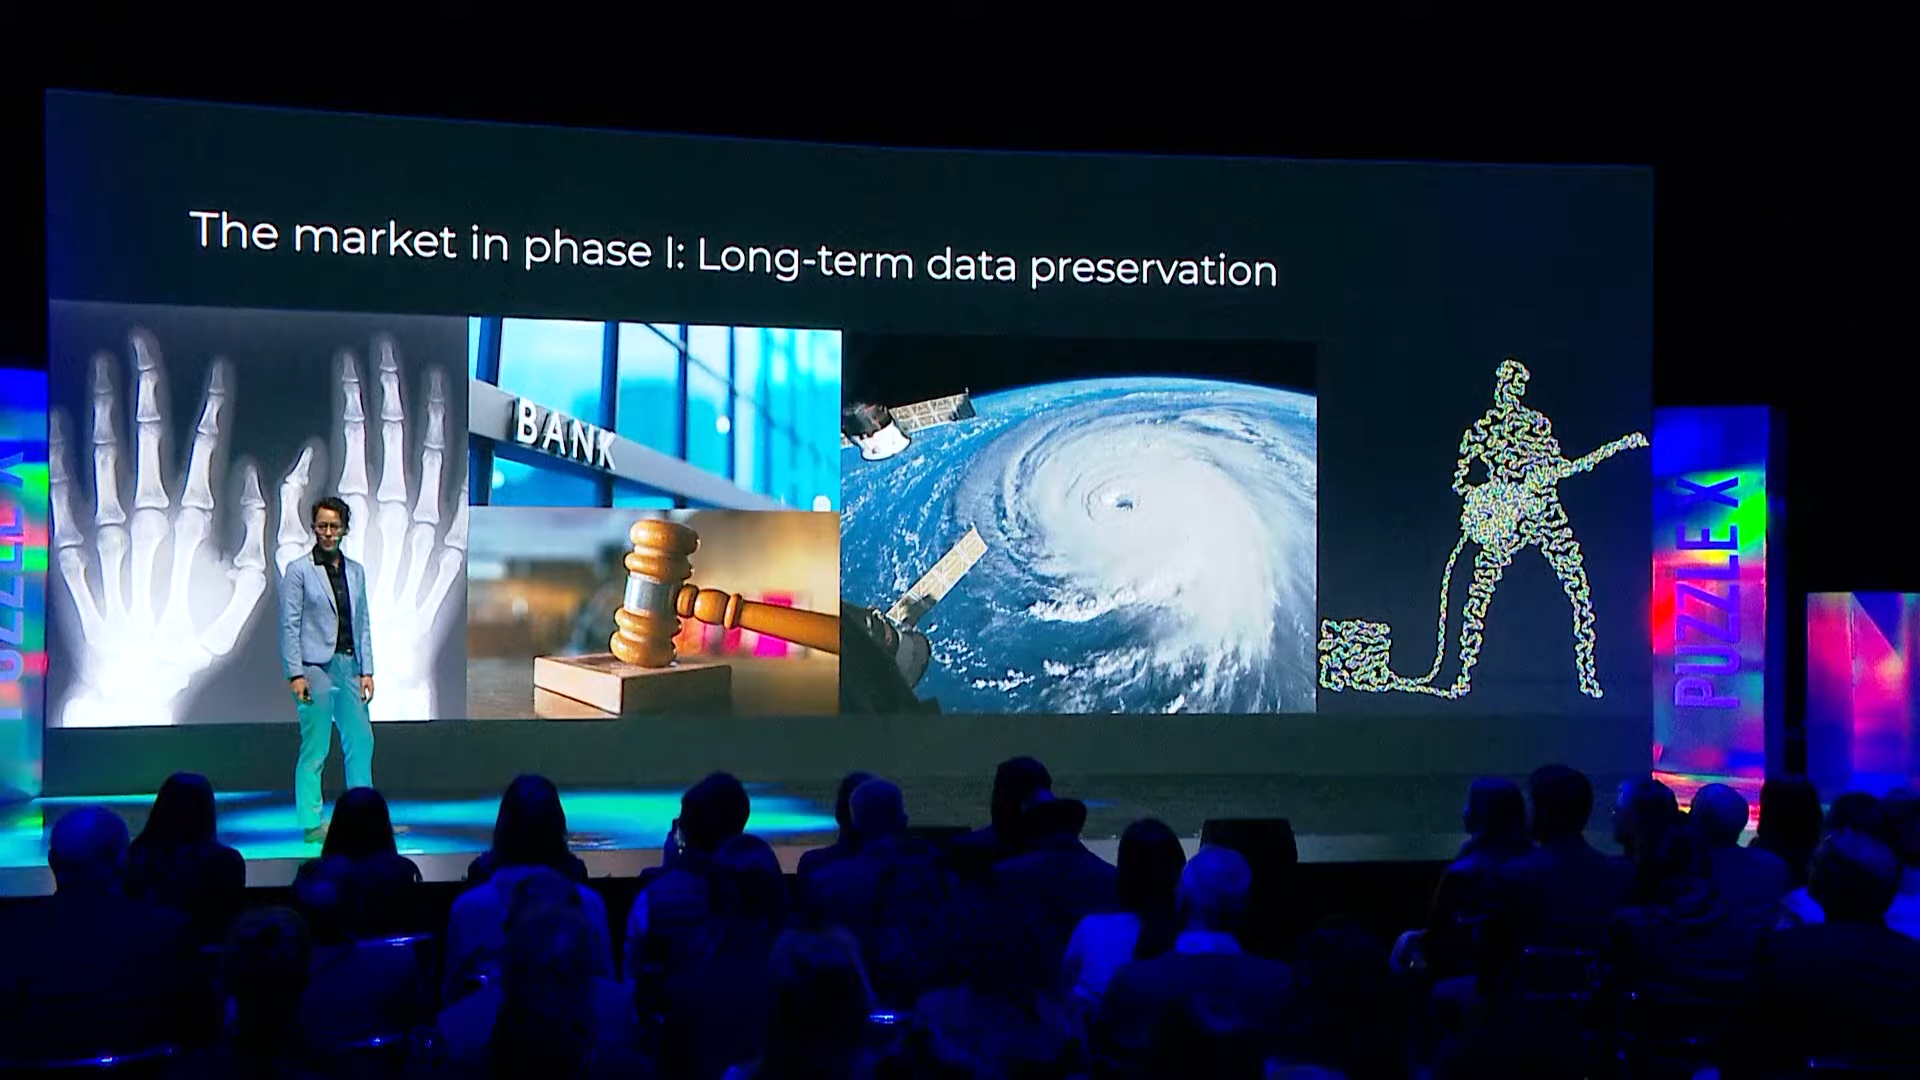 The market in phase I: Long-term data preservation
BANK
PUZZLE X
PUZZLE X